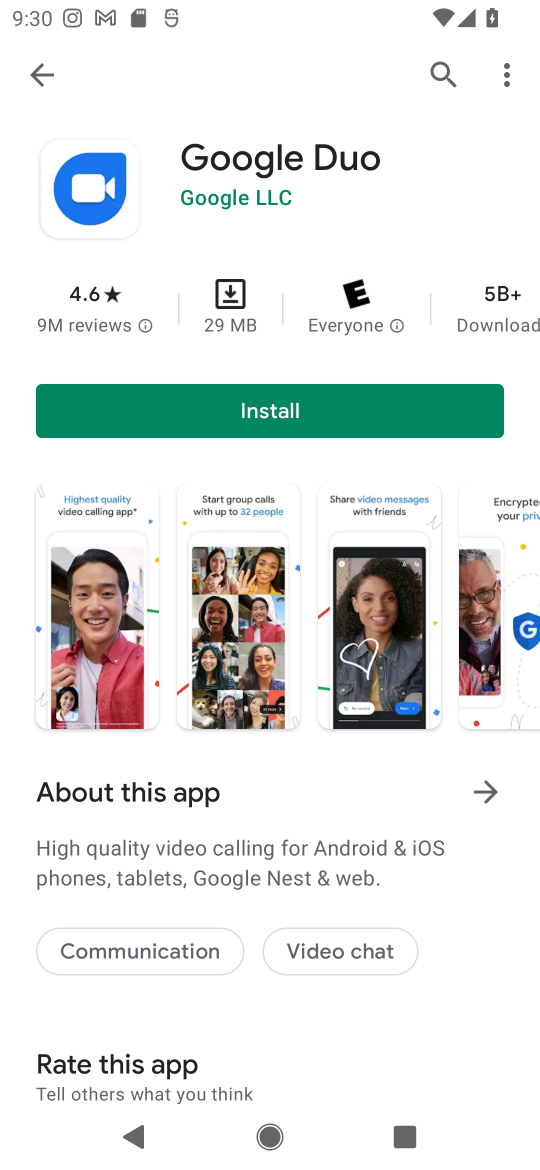 9:30
Google Duo
Google LLC
4.6★
9M reviews
29 MB
E
Everyone
5B+
Download
Install
Highest quality
video calling app*
Start group calls
with up to 32 people
Share video messages
with friends
Encrypte
your priv
G
About this app
High quality video calling for Android & iOS
phones, tablets, Google Nest & web.
Communication
Video chat
Rate this app
Tell others what you think